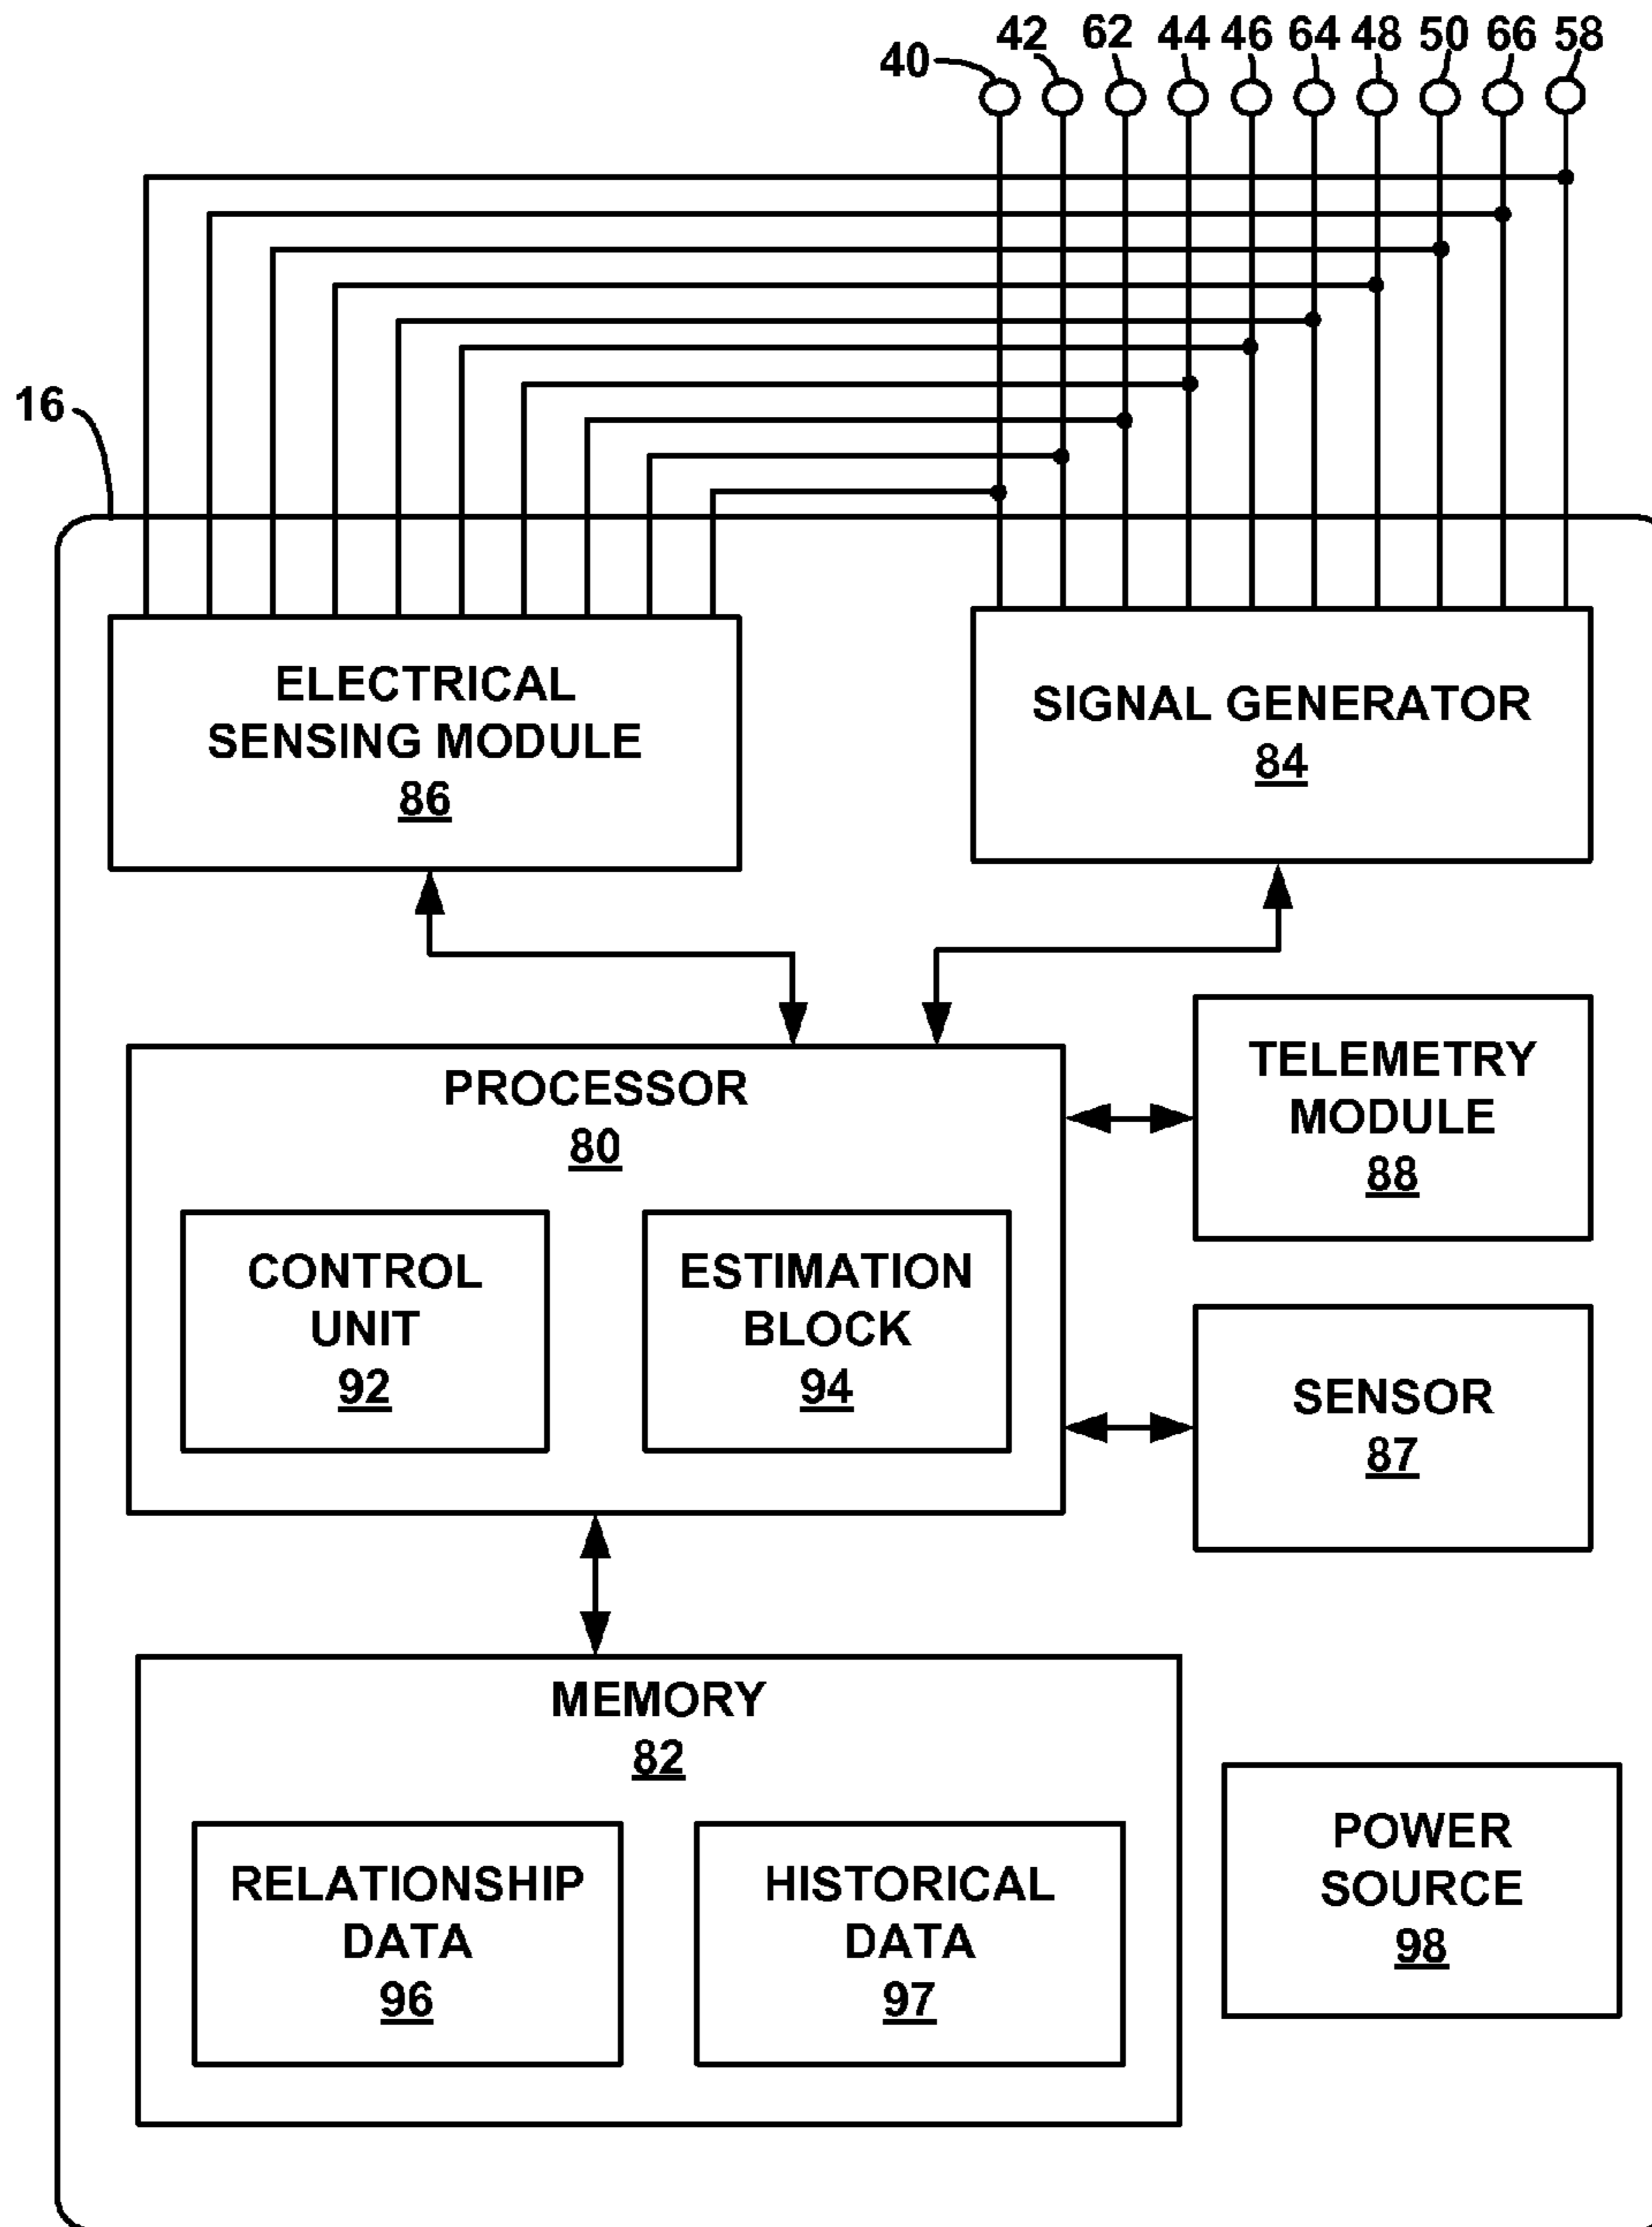 40 42 62 44 46 64 48 50 66 58
16
ELECTRICAL
SENSING MODULE
86
SIGNAL GENERATOR
84
PROCESSOR
80
TELEMETRY
MODULE
88
CONTROL
UNIT
92
ESTIMATION
BLOCK
94
SENSOR
87
MEMORY
82
RELATIONSHIP
DATA
96
HISTORICAL
DATA
97
POWER
SOURCE
98